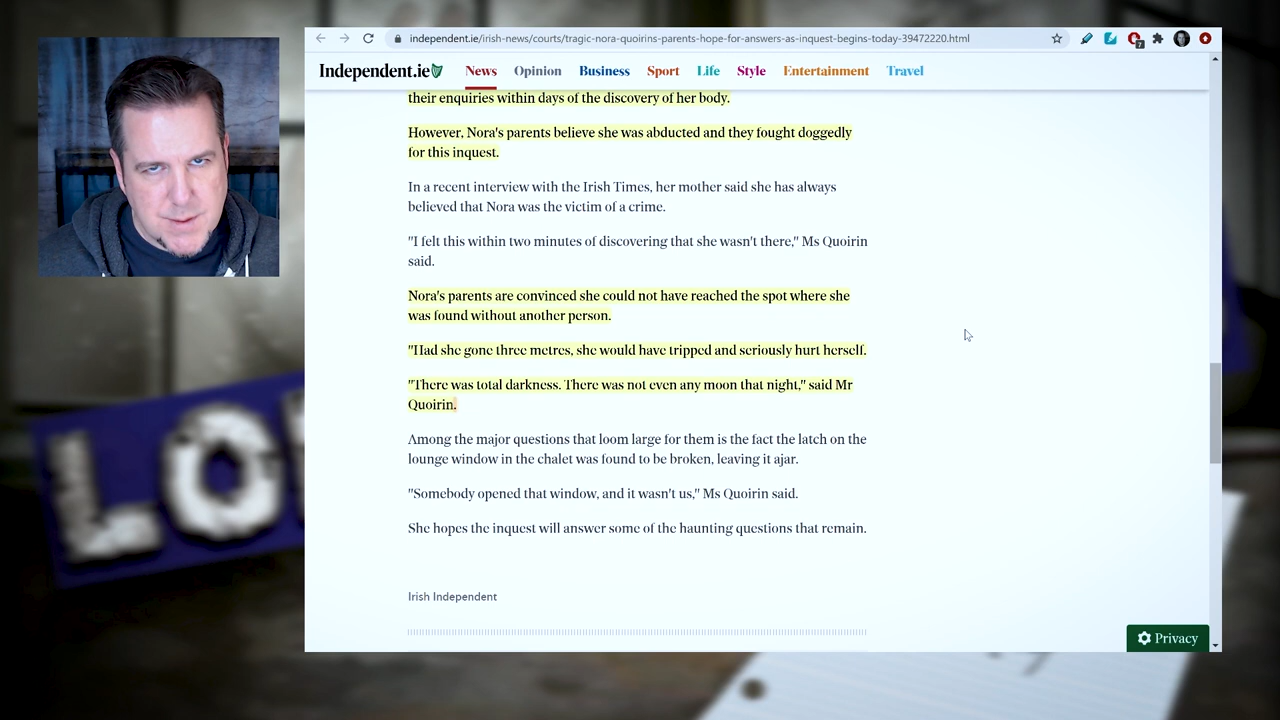 independent.ie/irish-news/courts/tragic-nora-quoirins-parents-hope-for-answers-as-inquest-begins-today-39472220.html
7
Independent.ie
News Opinion Business Sport Life Style Entertainment Travel
their enquiries within days of the discovery of her body.
However, Nora's parents believe she was abducted and they fought doggedly
for this inquest.
In a recent interview with the Irish Times, her mother said she has always
believed that Nora was the victim of a crime.
"I felt this within two minutes of discovering that she wasn't there," Ms Quoirin
said.
Nora's parents are convinced she could not have reached the spot where she
was found without another person.
"Had she gone three metres, she would have tripped and seriously hurt herself.
"There was total darkness. There was not even any moon that night," said Mr
Quoirin.
Among the major questions that loom large for them is the fact the latch on the
lounge window in the chalet was found to be broken, leaving it ajar.
"Somebody opened that window, and it wasn't us," Ms Quoirin said.
She hopes the inquest will answer some of the haunting questions that remain.
Irish Independent
Privacy
LO